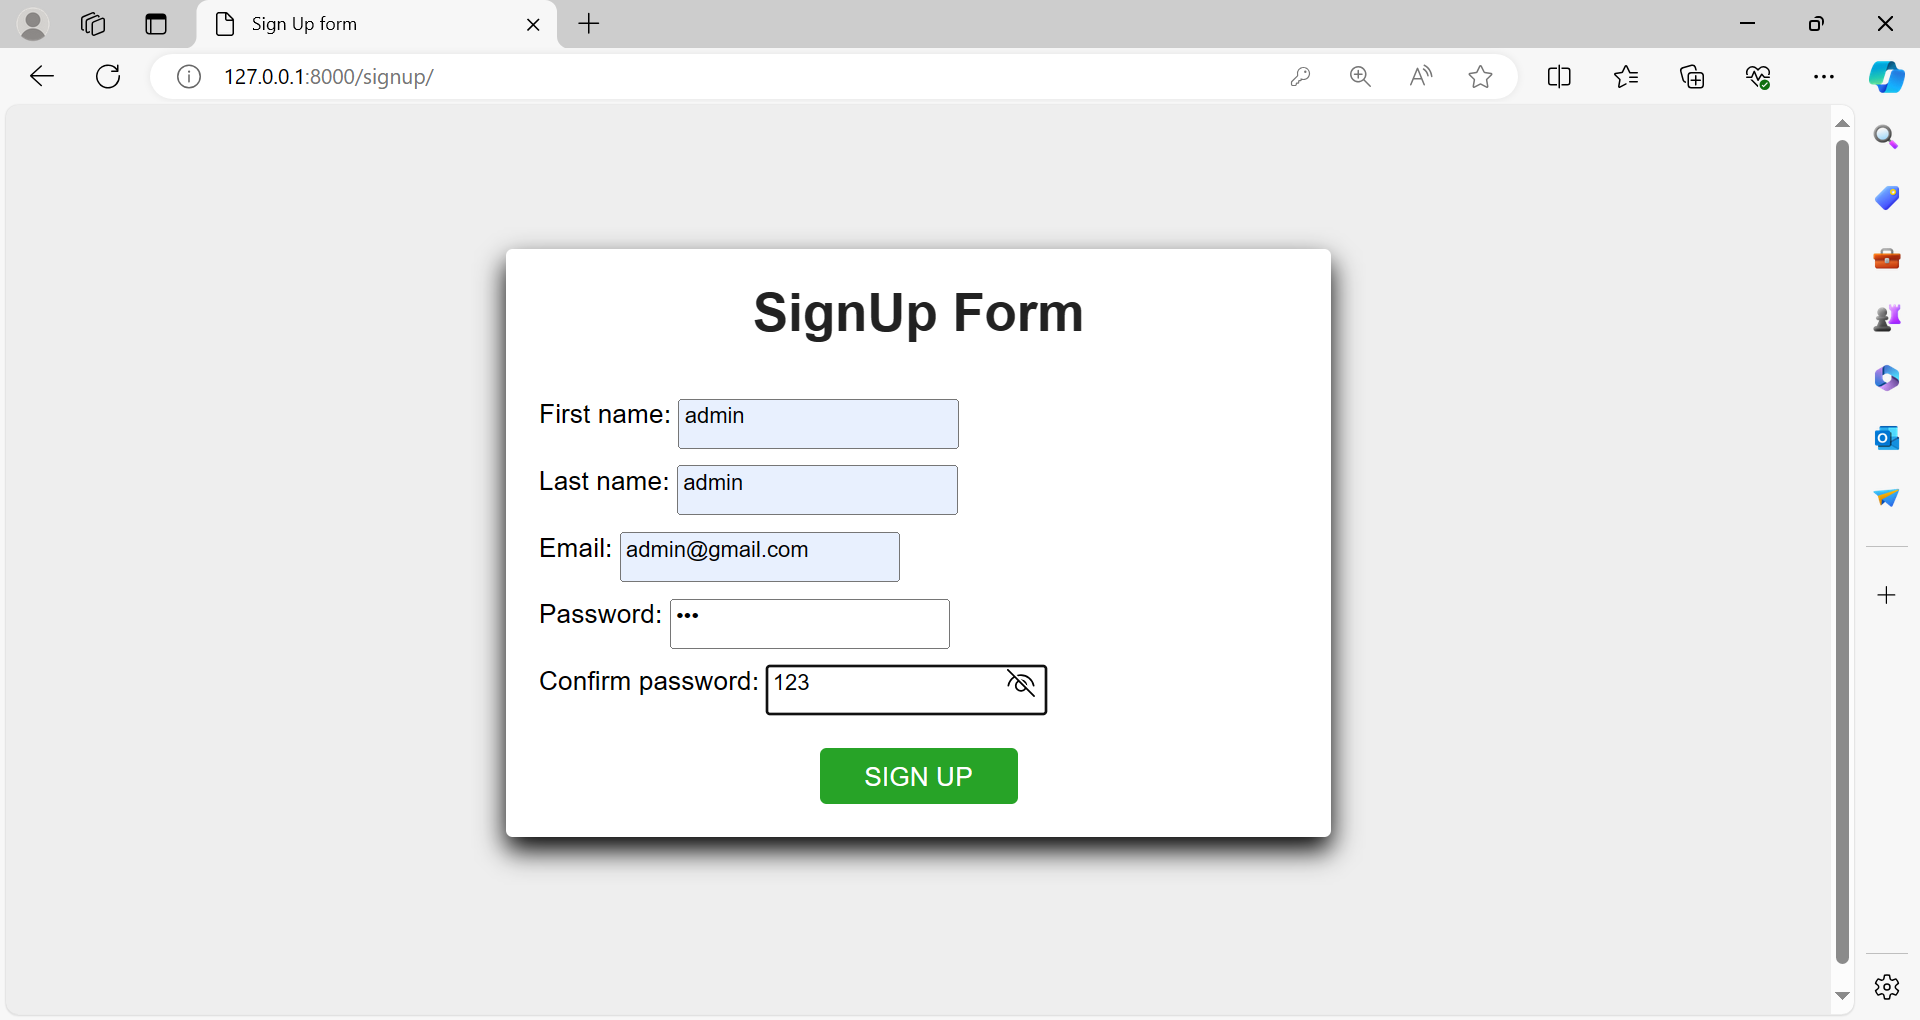 Sign Up form
127.0.0.1:8000/signup/
SignUp Form
First name: admin
Last name: admin
Email: admin@gmail.com
Password: •••
Confirm password: 123
SIGN UP